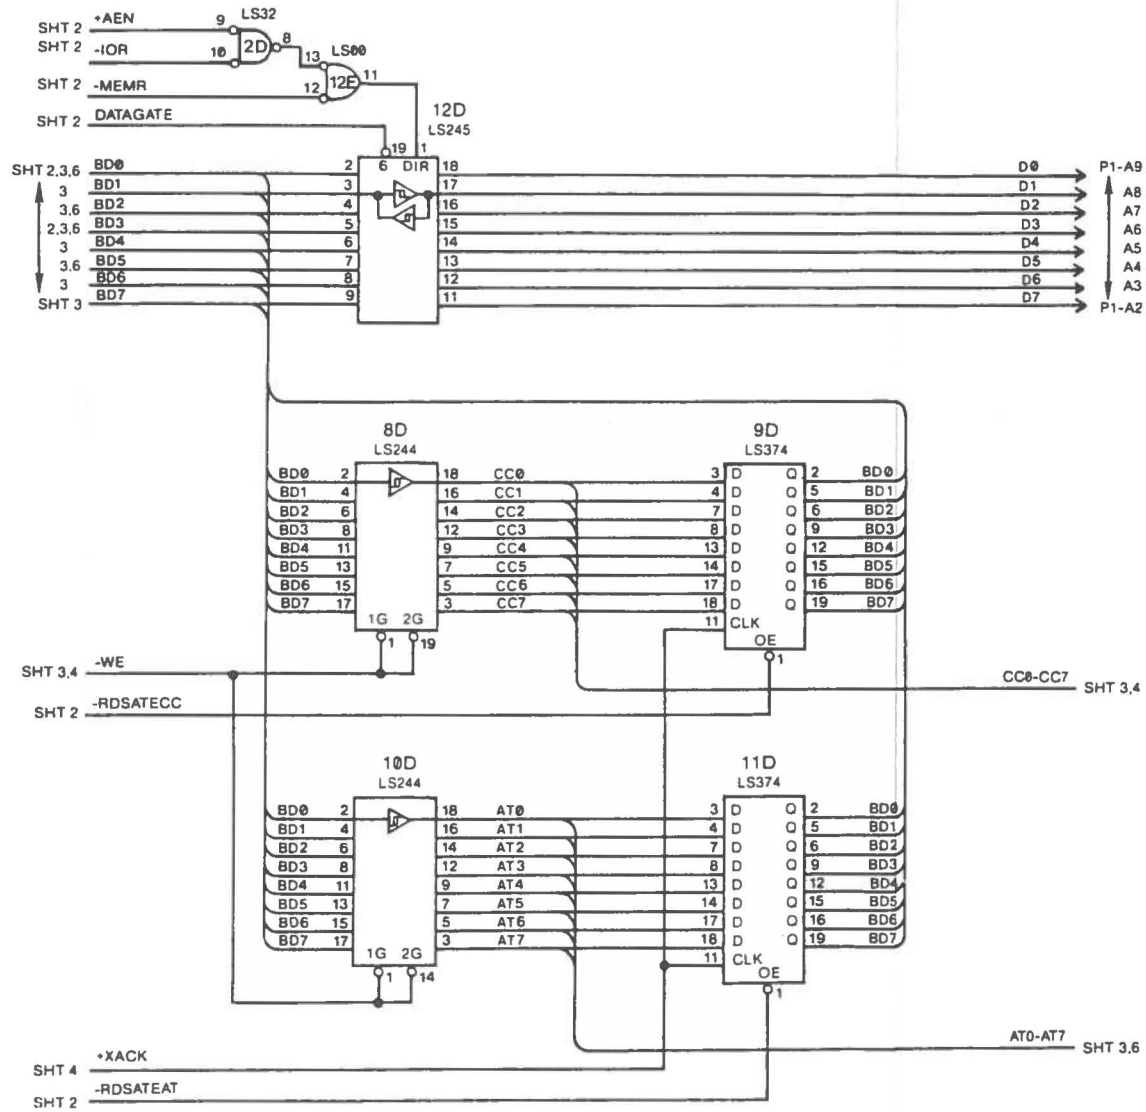 SHT 2 +AEN 9 LS32
SHT 2 -IOR 10 2D 8
13 LS00
SHT 2 -MEMR 12 12E 11
SHT 2 DATAGATE
12D
LS245
19 1
6 DIR
SHT 2,3,6 BD0 2 18 D0 P1-A9
3 BD1 3 17 D1 A8
3,6 BD2 4 16 D2 A7
2,3,6 BD3 5 15 D3 A6
3 BD4 6 14 D4 A5
3,6 BD5 7 13 D5 A4
3 BD6 8 12 D6 A3
SHT 3 BD7 9 11 D7 P1-A2
8D
LS244
9D
LS374
BD0 2 18 CC0 3 D Q 2 BD0
BD1 4 16 CC1 4 D Q 5 BD1
BD2 6 14 CC2 7 D Q 6 BD2
BD3 8 12 CC3 8 D Q 9 BD3
BD4 11 9 CC4 13 D Q 12 BD4
BD5 13 7 CC5 14 D Q 15 BD5
BD6 15 5 CC6 17 D Q 16 BD6
BD7 17 3 CC7 18 D Q 19 BD7
1G 2G
11 CLK
OE
1 19
1
SHT 3,4 -WE
CC0-CC7 SHT 3,4
SHT 2 -RDSATECC
10D
LS244
11D
LS374
BD0 2 18 AT0 3 D Q 2 BD0
BD1 4 16 AT1 4 D Q 5 BD1
BD2 6 14 AT2 7 D Q 6 BD2
BD3 8 12 AT3 8 D Q 9 BD3
BD4 11 9 AT4 13 D Q 12 BD4
BD5 13 7 AT5 14 D Q 15 BD5
BD6 15 5 AT6 17 D Q 16 BD6
BD7 17 3 AT7 18 D Q 19 BD7
1G 2G
11 CLK
OE
1 14
1
AT0-AT7 SHT 3,6
SHT 4 +XACK
SHT 2 -RDSATEAT